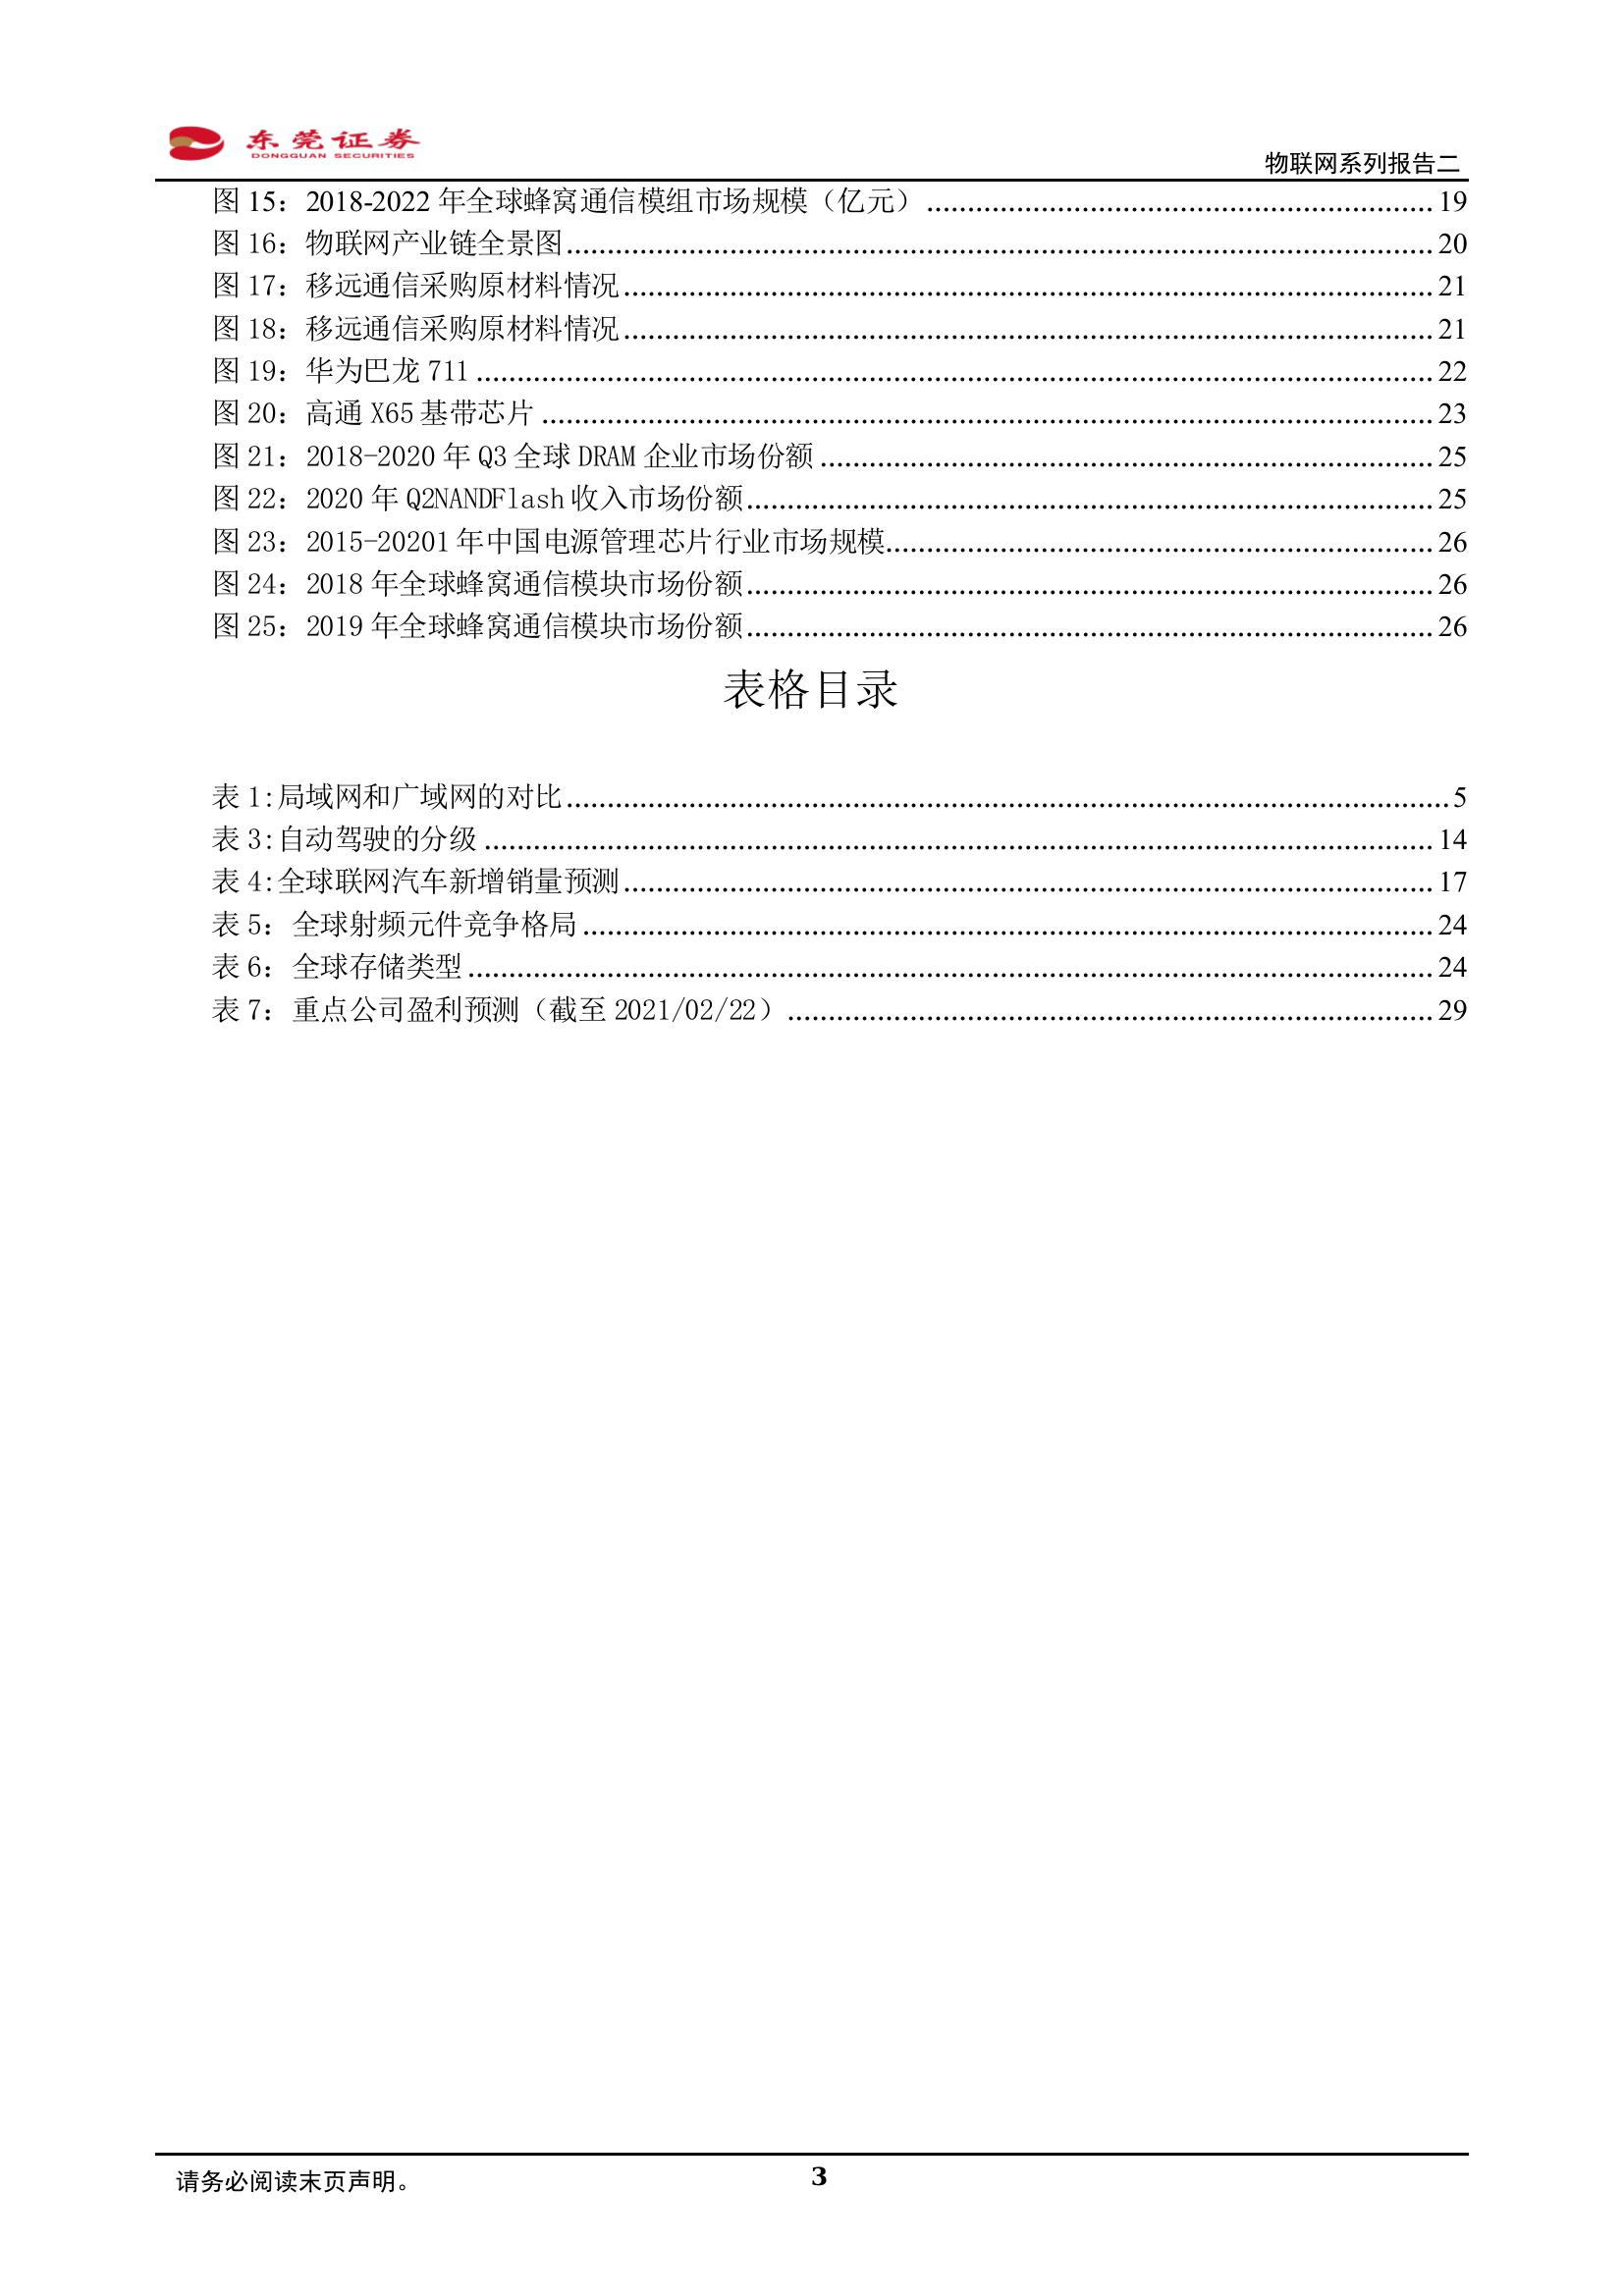 东莞证券
DONGGUAN SECURITIES
物联网系列报告二
图 15：2018-2022 年全球蜂窝通信模组市场规模（亿元）................................................19
图 16：物联网产业链全景图................................................20
图 17：移远通信采购原材料情况................................................21
图 18：移远通信采购原材料情况................................................21
图 19：华为巴龙 711................................................22
图 20：高通 X65 基带芯片................................................23
图 21：2018-2020 年 Q3 全球 DRAM 企业市场份额................................................25
图 22：2020 年 Q2NANDFlash 收入市场份额................................................25
图 23：2015-20201 年中国电源管理芯片行业市场规模................................................26
图 24：2018 年全球蜂窝通信模块市场份额................................................26
图 25：2019 年全球蜂窝通信模块市场份额................................................26
表格目录
表 1:局域网和广域网的对比................................................5
表 3:自动驾驶的分级................................................14
表 4:全球联网汽车新增销量预测................................................17
表 5：全球射频元件竞争格局................................................24
表 6：全球存储类型................................................24
表 7：重点公司盈利预测（截至 2021/02/22）................................................29
请务必阅读末页声明。
3